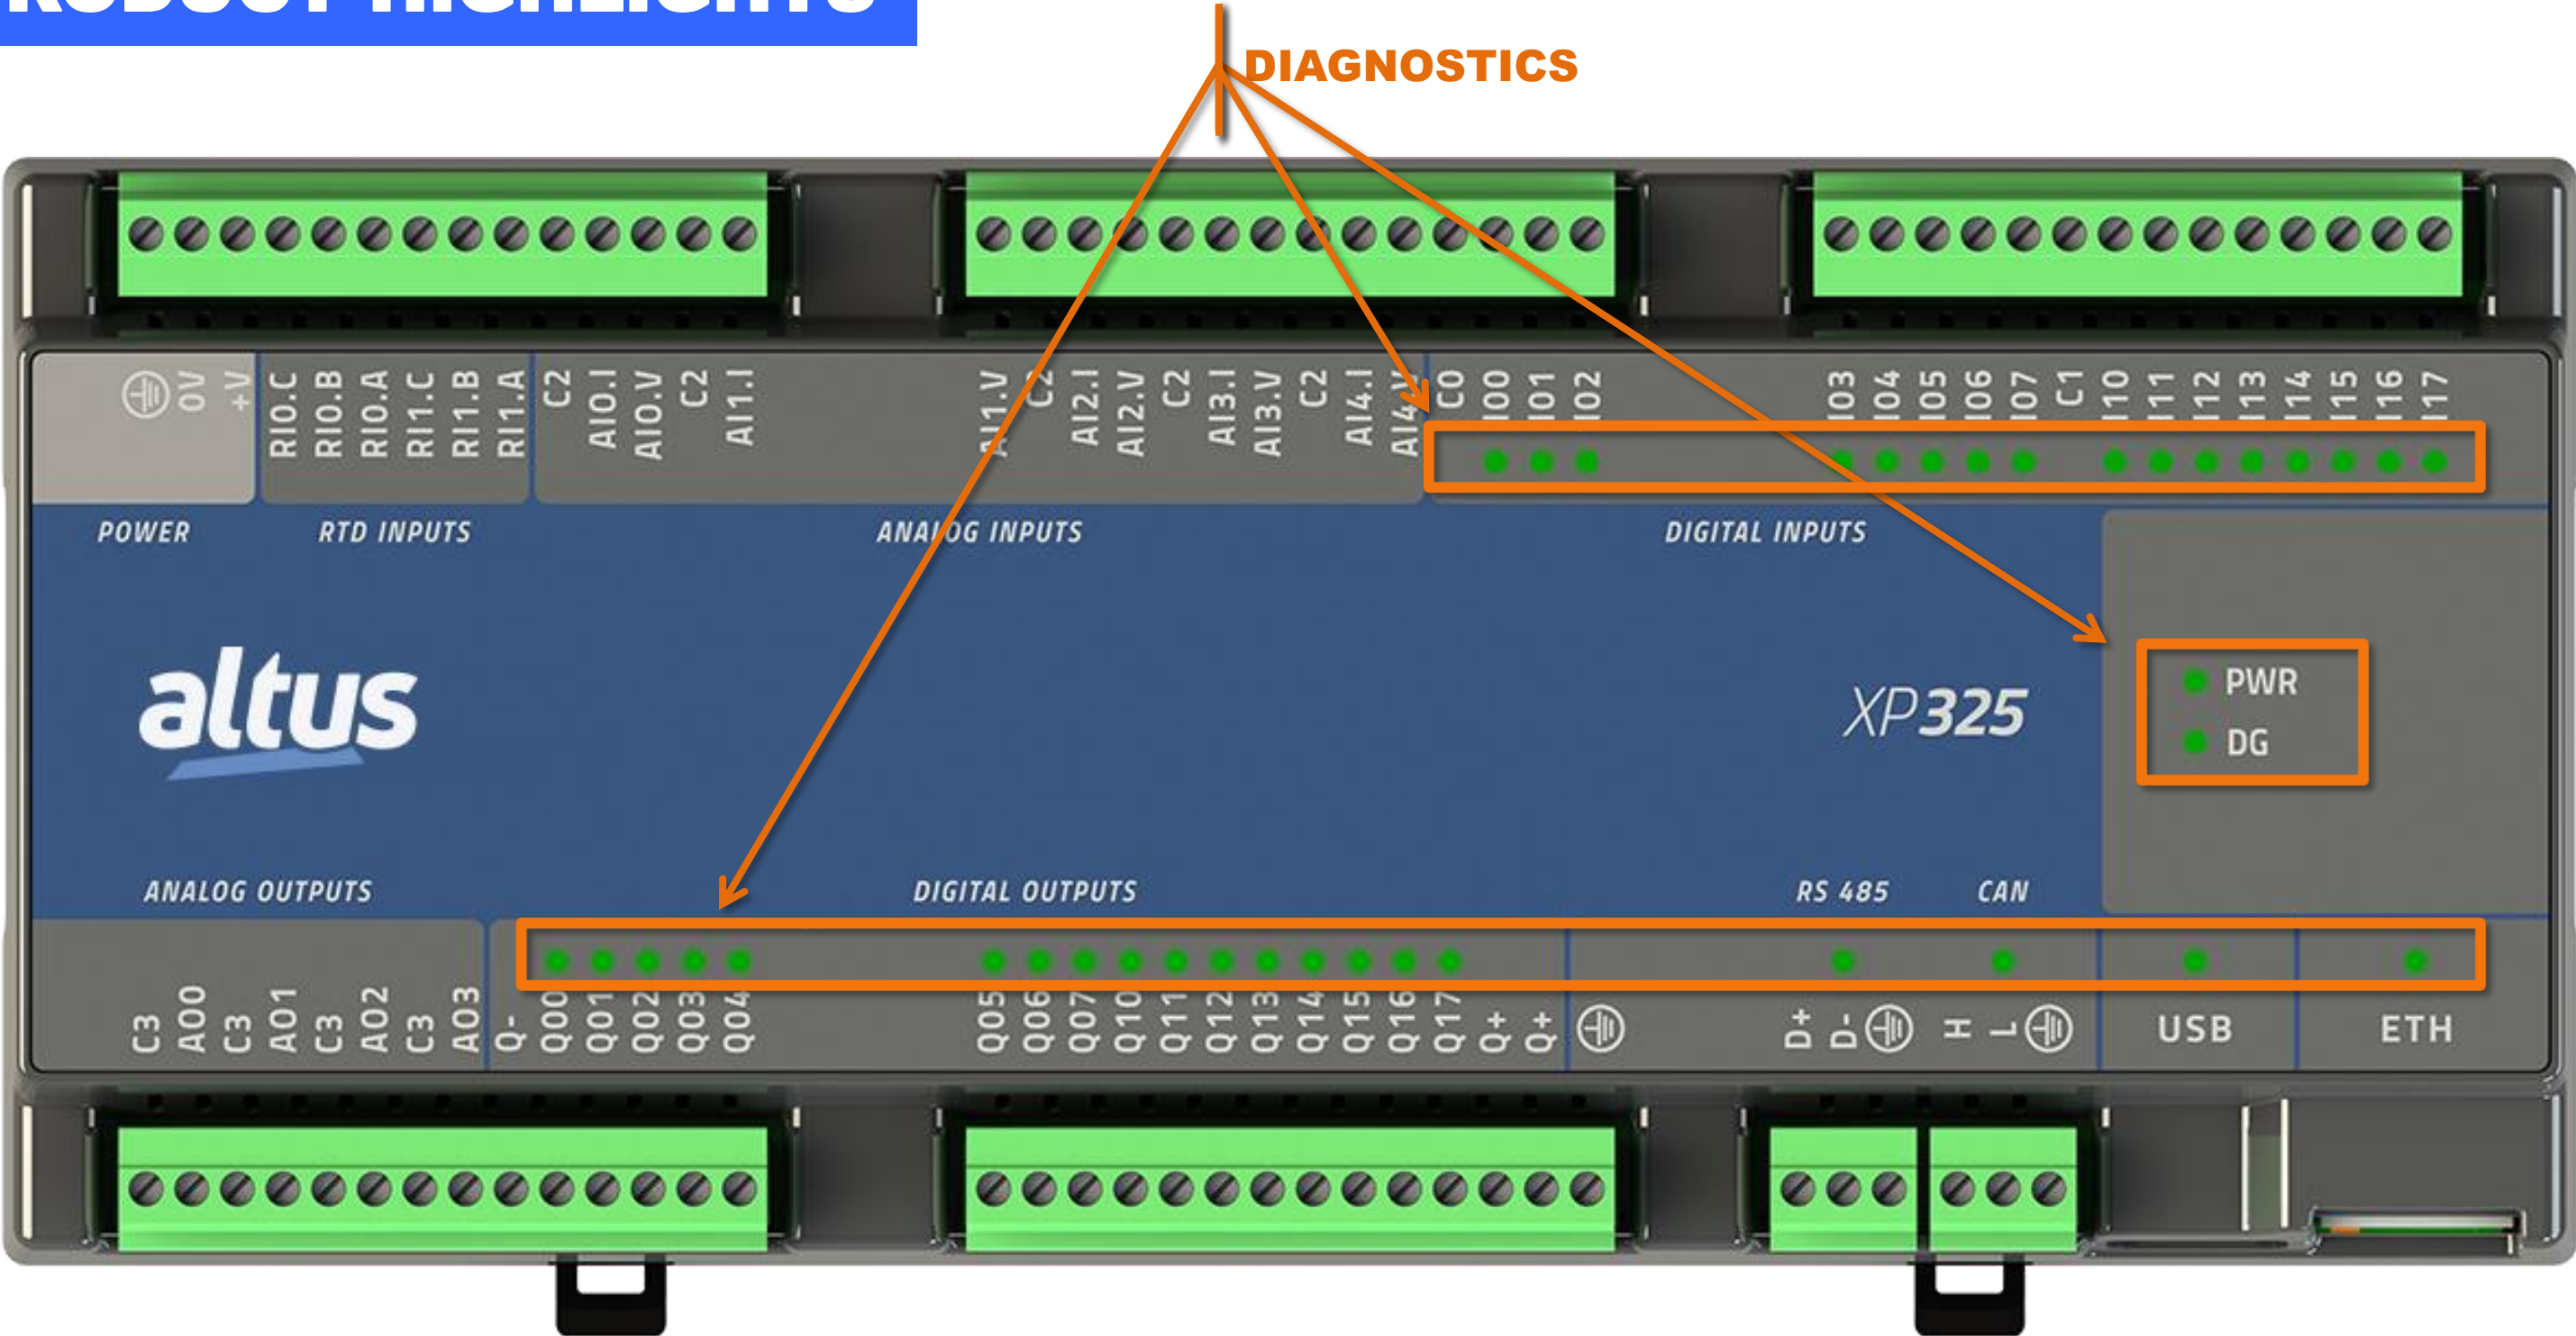 DIAGNOSTICS
0V
+V
RI0.C
RI0.B
RI0.A
RI1.C
RI1.B
RI1.A
C2
AI0.I
AI0.V
C2
AI1.I
AI1.V
C2
AI2.I
AI2.V
C2
AI3.I
AI3.V
C2
AI4.I
AI4.V
C0
I00
I01
I02
I03
I04
I05
I06
I07
C1
I10
I11
I12
I13
I14
I15
I16
I17
POWER
RTD INPUTS
ANALOG INPUTS
DIGITAL INPUTS
altus
XP325
PWR
DG
ANALOG OUTPUTS
DIGITAL OUTPUTS
RS 485
CAN
C3
AO0
C3
AO1
C3
AO2
C3
AO3
Q-
Q00
Q01
Q02
Q03
Q04
Q05
Q06
Q07
Q10
Q11
Q12
Q13
Q14
Q15
Q16
Q17
Q+
Q+
D+
D-
H
L
USB
ETH